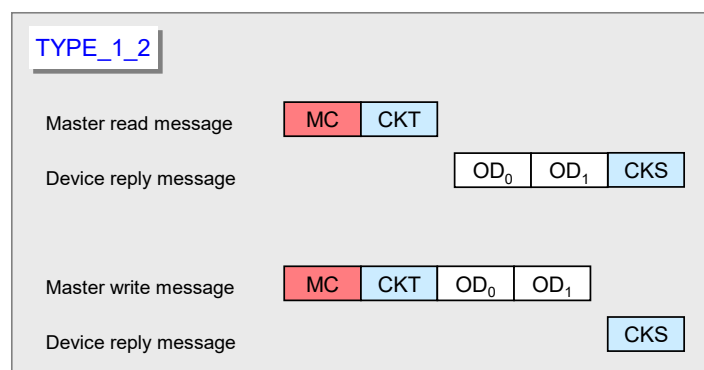 TYPE_1_2
Master read message MC CKT
Device reply message OD₀ OD₁ CKS
Master write message MC CKT OD₀ OD₁
Device reply message CKS